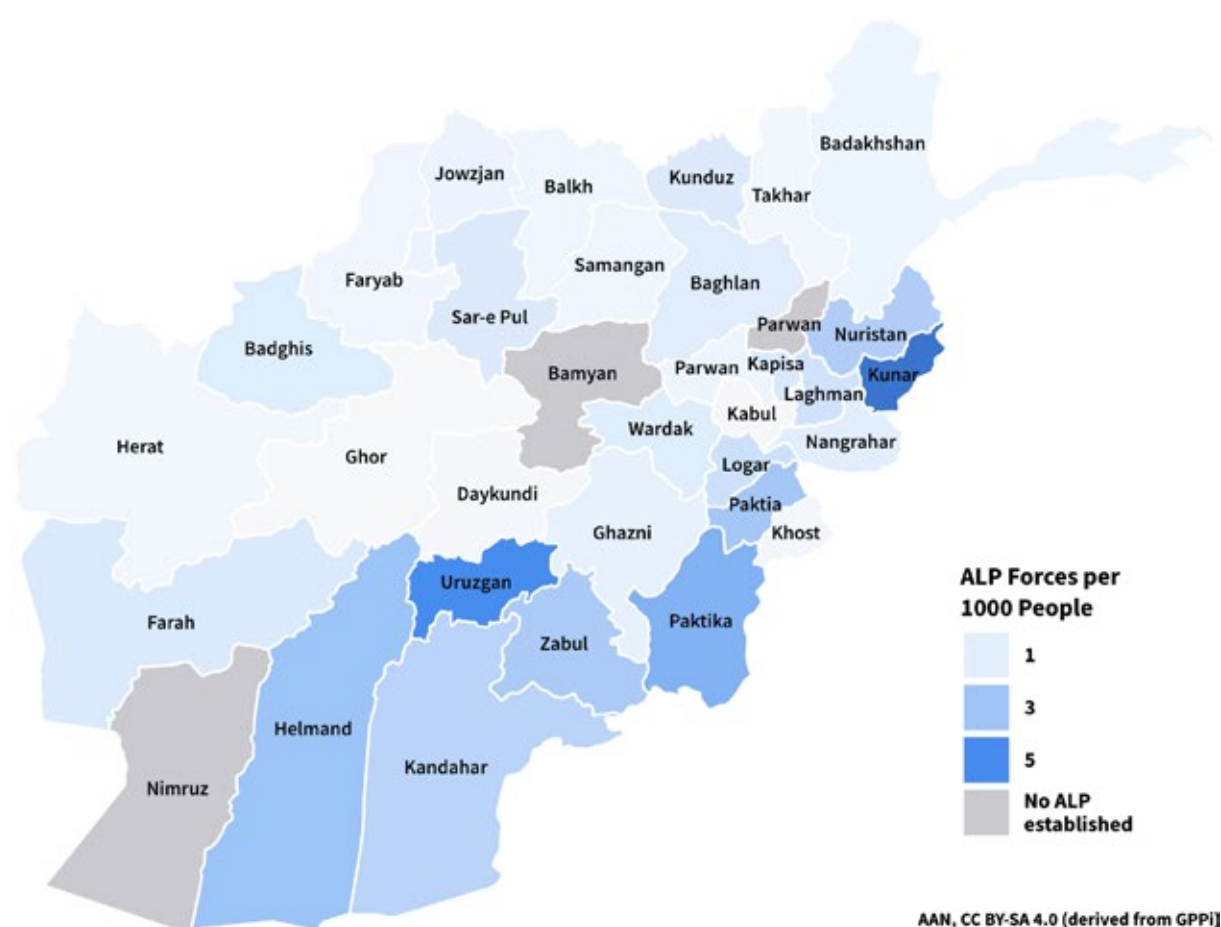 Badakhshan
Jowzjan
Balkh
Kunduz
Takhar
Faryab
Samangan
Baghlan
Sar-e Pul
Parwan
Nuristan
Badghis
Bamyan
Parwan
Kapisa
Kunar
Laghman
Kabul
Wardak
Nangrahar
Herat
Ghor
Logar
Daykundi
Paktia
Ghazni
Khost
Uruzgan
Farah
Zabul
Paktika
Helmand
Kandahar
Nimruz
ALP Forces per
1000 People
1
3
5
No ALP
established
AAN, CC BY-SA 4.0 (derived from GPPi)